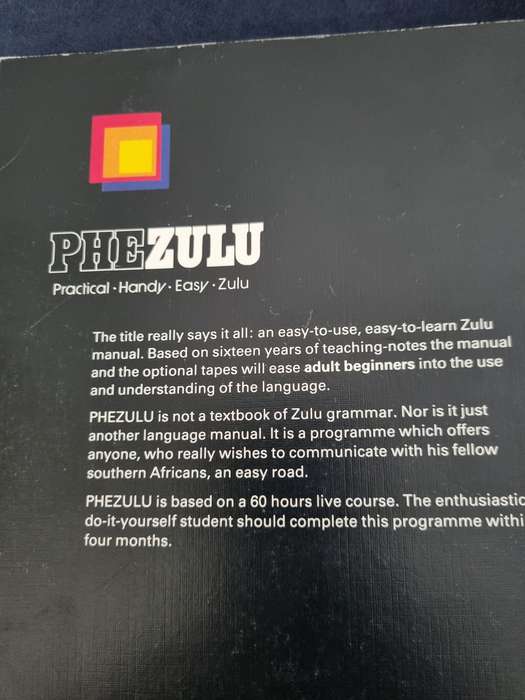 PHEZULU
Practical · Handy · Easy · Zulu
The title really says it all: an easy-to-use, easy-to-learn Zulu
manual. Based on sixteen years of teaching-notes the manual
and the optional tapes will ease adult beginners into the use
and understanding of the language.
PHEZULU is not a textbook of Zulu grammar. Nor is it just
another language manual. It is a programme which offers
anyone, who really wishes to communicate with his fellow
southern Africans, an easy road.
PHEZULU is based on a 60 hours live course. The enthusiastic
do-it-yourself student should complete this programme withi
four months.